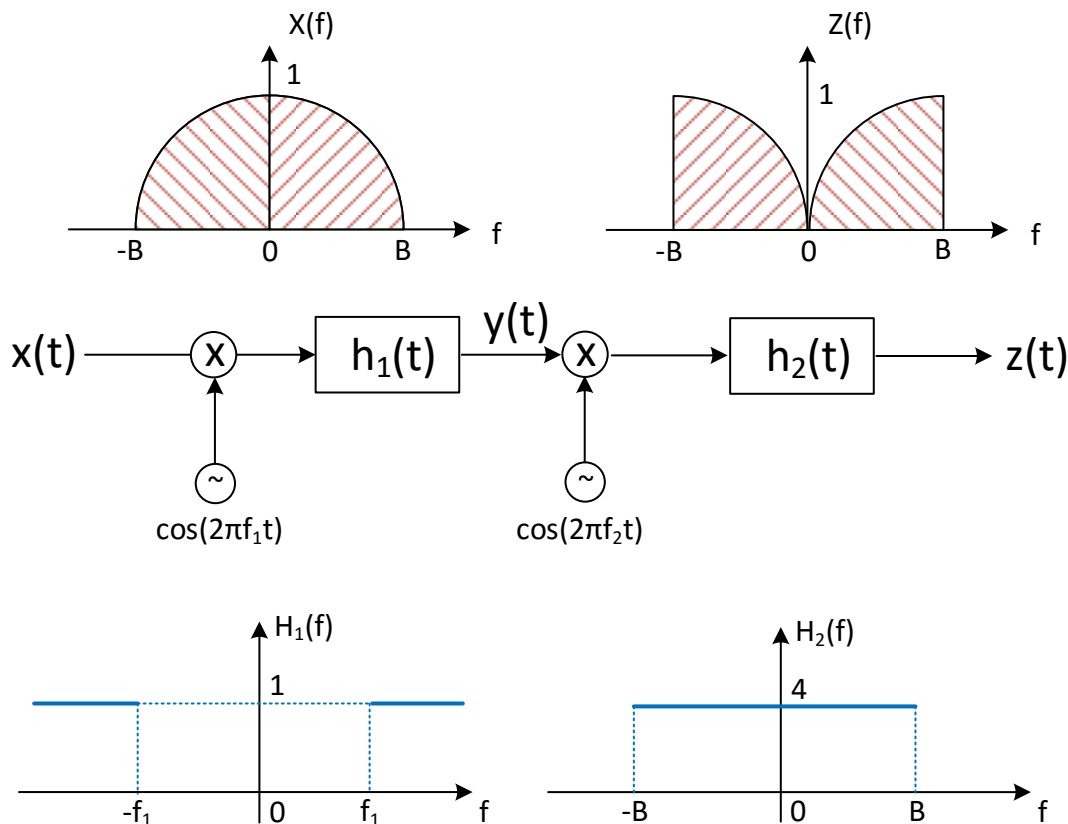 X(f)
Z(f)
1
1
-B
0
B
f
-B
0
B
f
x(t)
X
h₁(t)
y(t)
X
h₂(t)
z(t)
~
~
cos(2πf₁t)
cos(2πf₂t)
H₁(f)
H₂(f)
1
4
-f₁
0
f₁
f
-B
0
B
f